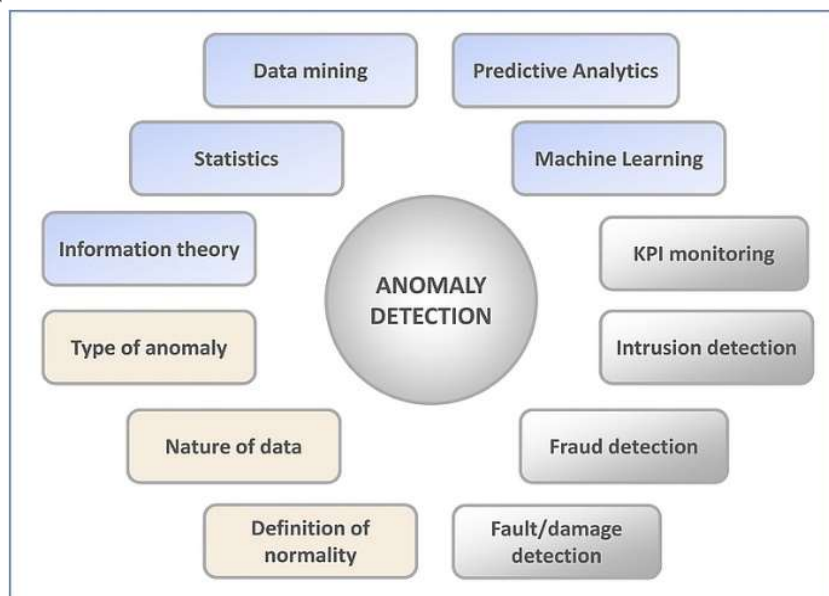 Data mining
Predictive Analytics
Statistics
Machine Learning
Information theory
KPI monitoring
ANOMALY
DETECTION
Type of anomaly
Intrusion detection
Nature of data
Fraud detection
Definition of
normality
Fault/damage
detection